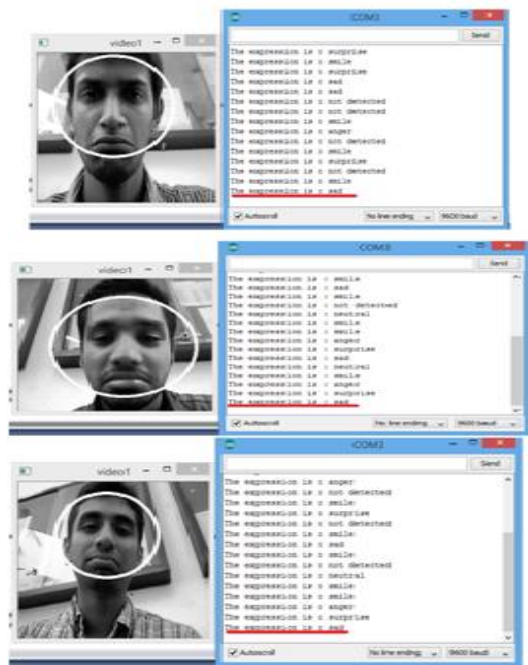 video1
COM3
Send
The expression is : surprise
The expression is : smile
The expression is : surprise
The expression is : sad
The expression is : sad
The expression is : not detected
The expression is : not detected
The expression is : smile
The expression is : anger
The expression is : not detected
The expression is : smile
The expression is : surprise
The expression is : not detected
The expression is : smile
The expression is : sad
Autoscroll
No line ending
9600 baud
video1
COM3
Send
The expression is : smile
The expression is : sad
The expression is : smile
The expression is : not detected
The expression is : neutral
The expression is : smile
The expression is : smile
The expression is : anger
The expression is : surprise
The expression is : sad
The expression is : neutral
The expression is : smile
The expression is : anger
The expression is : surprise
The expression is : sad
Autoscroll
No line ending
9600 baud
video1
COM3
Send
The expression is : anger
The expression is : not detected
The expression is : smile
The expression is : surprise
The expression is : not detected
The expression is : smile
The expression is : sad
The expression is : smile
The expression is : not detected
The expression is : neutral
The expression is : smile
The expression is : smile
The expression is : anger
The expression is : surprise
The expression is : sad
Autoscroll
No line ending
9600 baud